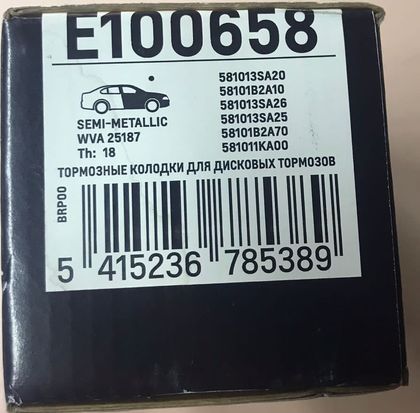 E100658
581013SA20
58101B2A10
581013SA26
581013SA25
58101B2A70
581011KA00
SEMI-METALLIC
WVA 25187
Th: 18
ТОРМОЗНЫЕ КОЛОДКИ ДЛЯ ДИСКОВЫХ ТОРМОЗОВ
BRP00
5 415236 785389